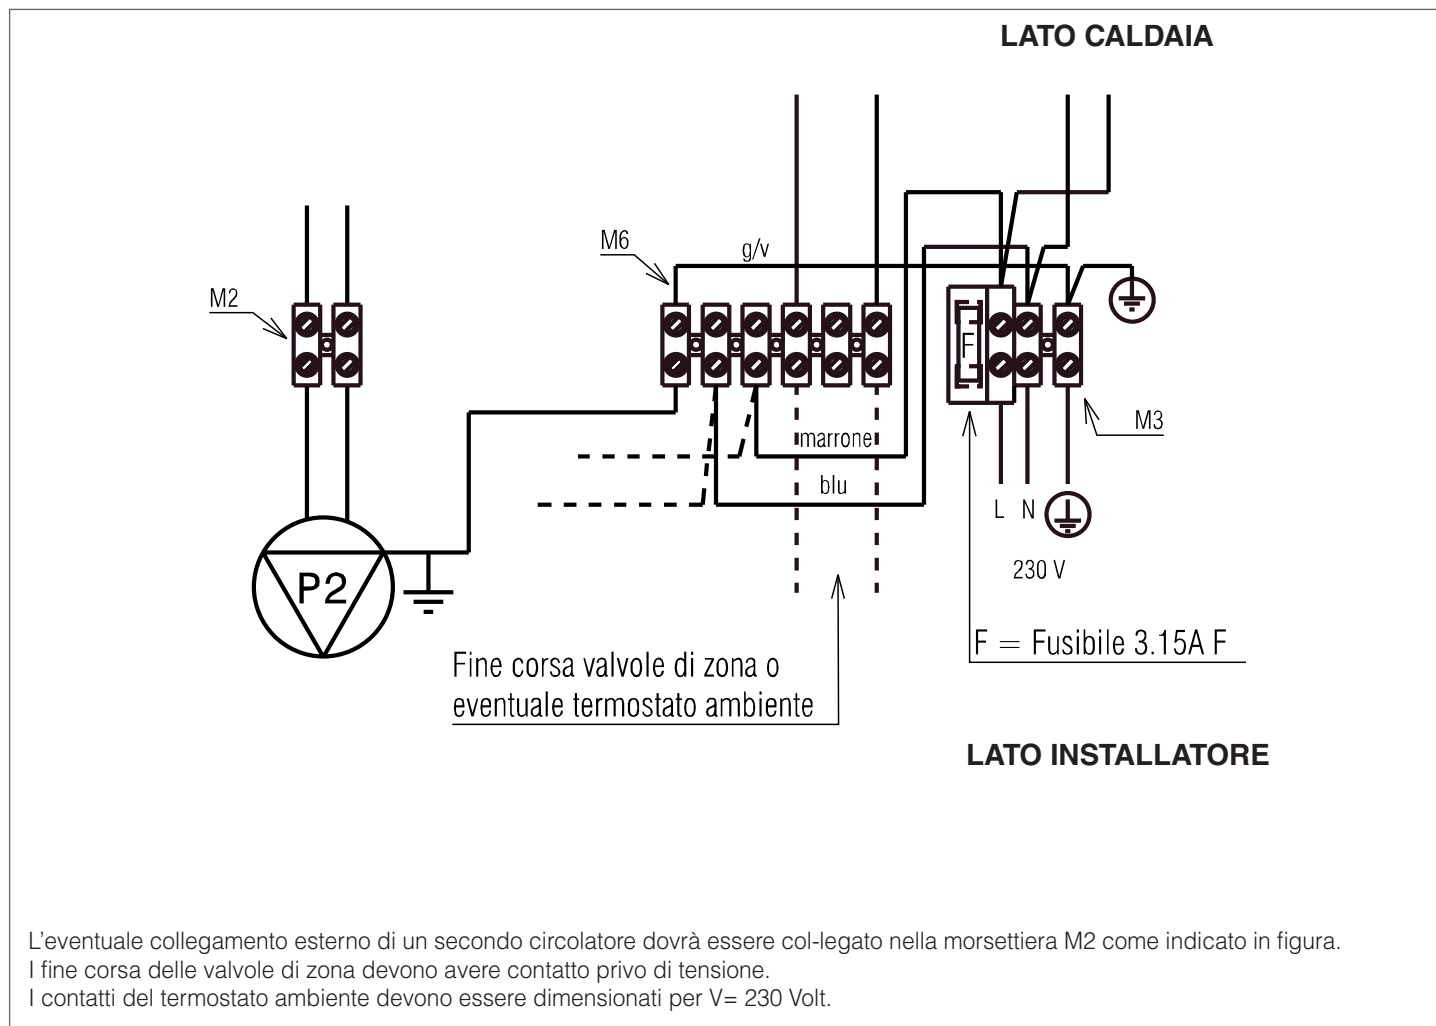 LATO CALDAIA
M6
g/v
M2
F
marrone
M3
blu
L N
230 V
P2
F = Fusibile 3.15A F
Fine corsa valvole di zona o
eventuale termostato ambiente
LATO INSTALLATORE
L'eventuale collegamento esterno di un secondo circolatore dovrà essere col-legato nella morsettiera M2 come indicato in figura.
I fine corsa delle valvole di zona devono avere contatto privo di tensione.
I contatti del termostato ambiente devono essere dimensionati per V= 230 Volt.